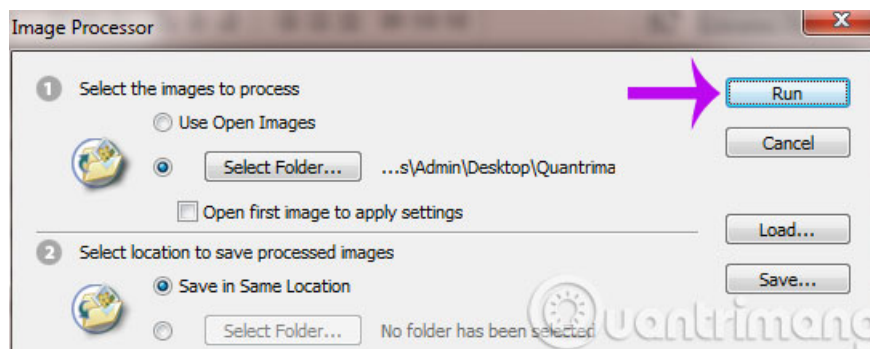 Image Processor
X
1 Select the images to process
Run
Use Open Images
Cancel
Select Folder... ...s\Admin\Desktop\Quantrima
Open first image to apply settings
Load...
2 Select location to save processed images
Save in Same Location
Save...
Select Folder... No folder has been selected
Quantrimang